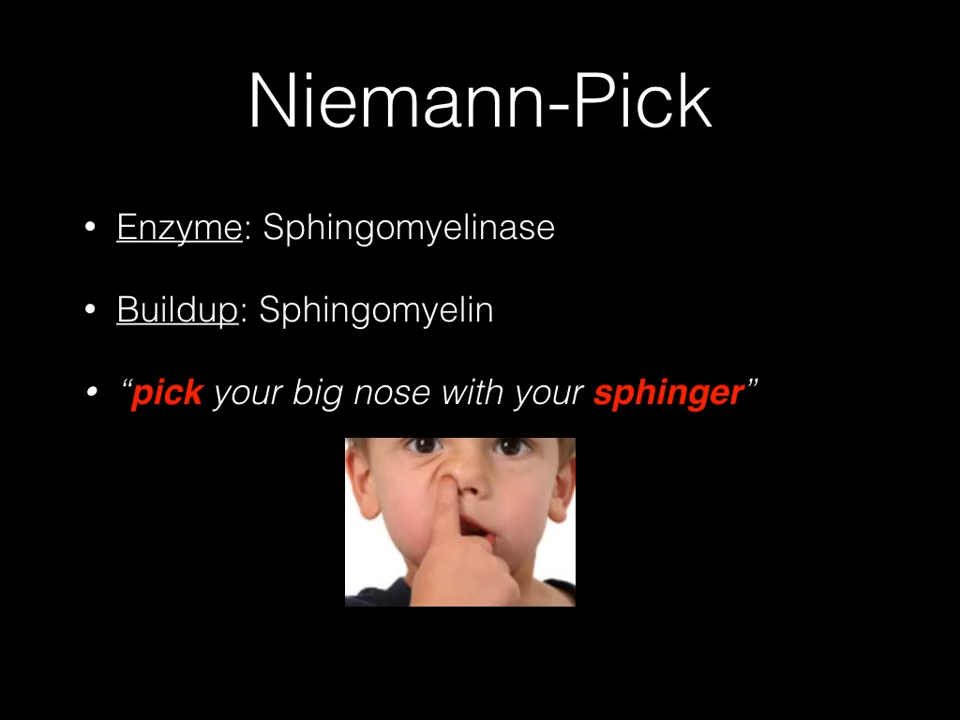 Niemann-Pick
• Enzyme: Sphingomyelinase
• Buildup: Sphingomyelin
• “pick your big nose with your sphinger”